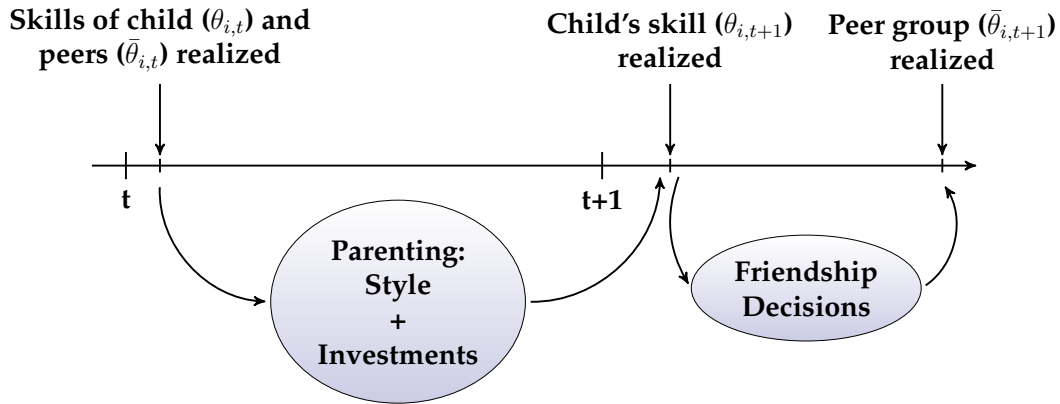 Skills of child (θ_{i,t}) and
peers (θ̄_{i,t}) realized
Child's skill (θ_{i,t+1})
realized
Peer group (θ̄_{i,t+1})
realized
t
t+1
Parenting:
Style
+
Investments
Friendship
Decisions